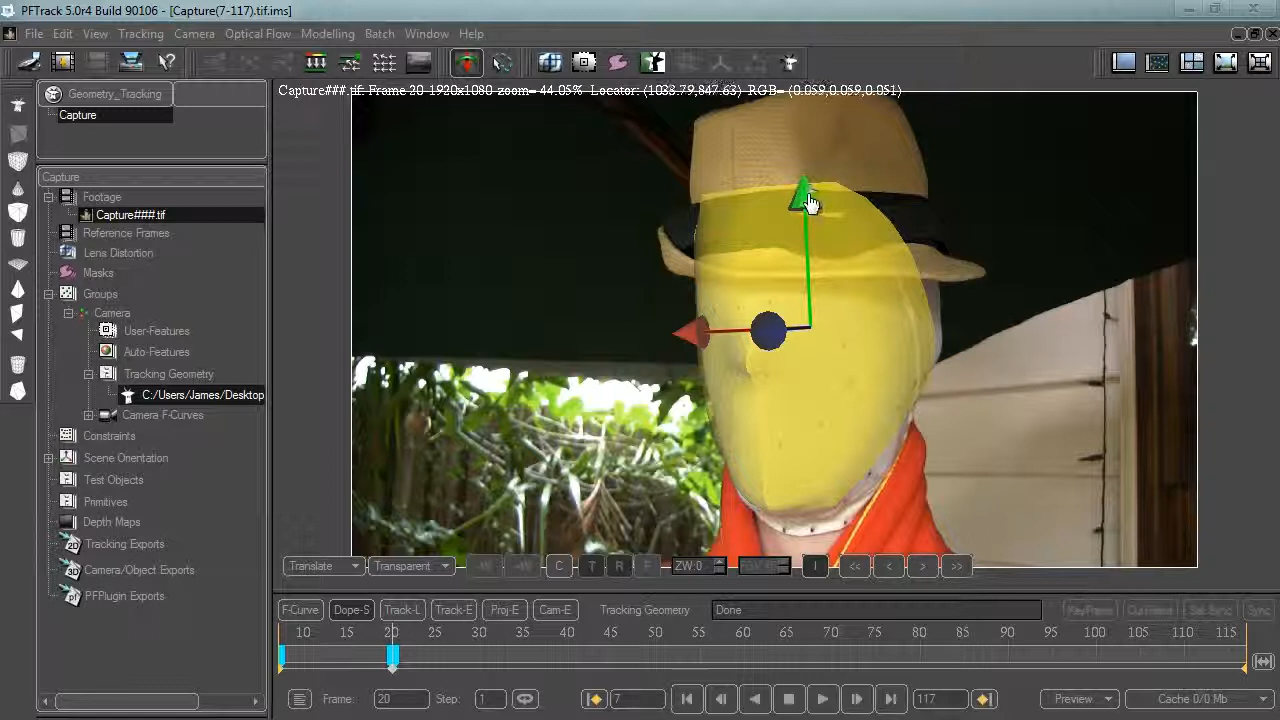 PFTrack 5.0r4 Build 90106 - [Capture(7-117).tif.ims]
File Edit View Tracking Camera Optical Flow Modelling Batch Window Help
Geometry_Tracking
Capture
Capture###.tif: Frame 20 1920x1080 zoom= 44.05% Locator: (1038.79,847.63) RGB= (0.059,0.059,0.051)
Capture
Footage
Capture###.tif
Reference Frames
Lens Distortion
Masks
Groups
Camera
User-Features
Auto-Features
Tracking Geometry
C:/Users/James/Desktop
Camera F-Curves
Constraints
Scene Orientation
Test Objects
Primitives
Depth Maps
Tracking Exports
Camera/Object Exports
PFPlugin Exports
Translate Transparent C T R ZW:0 I << < > >>
F-Curve Dope-S Track-L Track-E Proj-E Cam-E Tracking Geometry Done
10 15 20 25 30 35 40 45 50 55 60 65 70 75 80 85 90 95 100 105 110 115
Frame: 20 Step: 1 7 117 Preview Cache 0/0 Mb